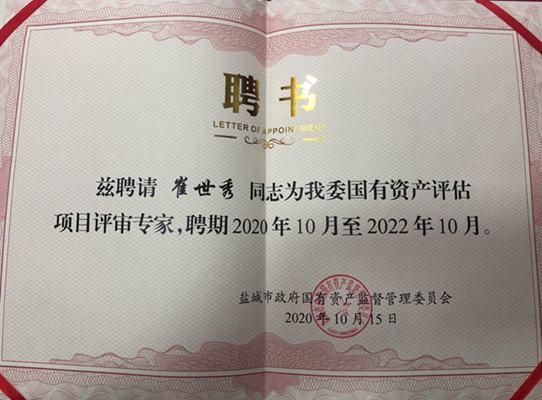 聘书
LETTER OF APPOINTMENT
兹聘请 崔世秀 同志为我委国有资产评估
项目评审专家,聘期2020年10月至2022年10月。
盐城市政府国有资产监督管理委员会
2020年10月15日